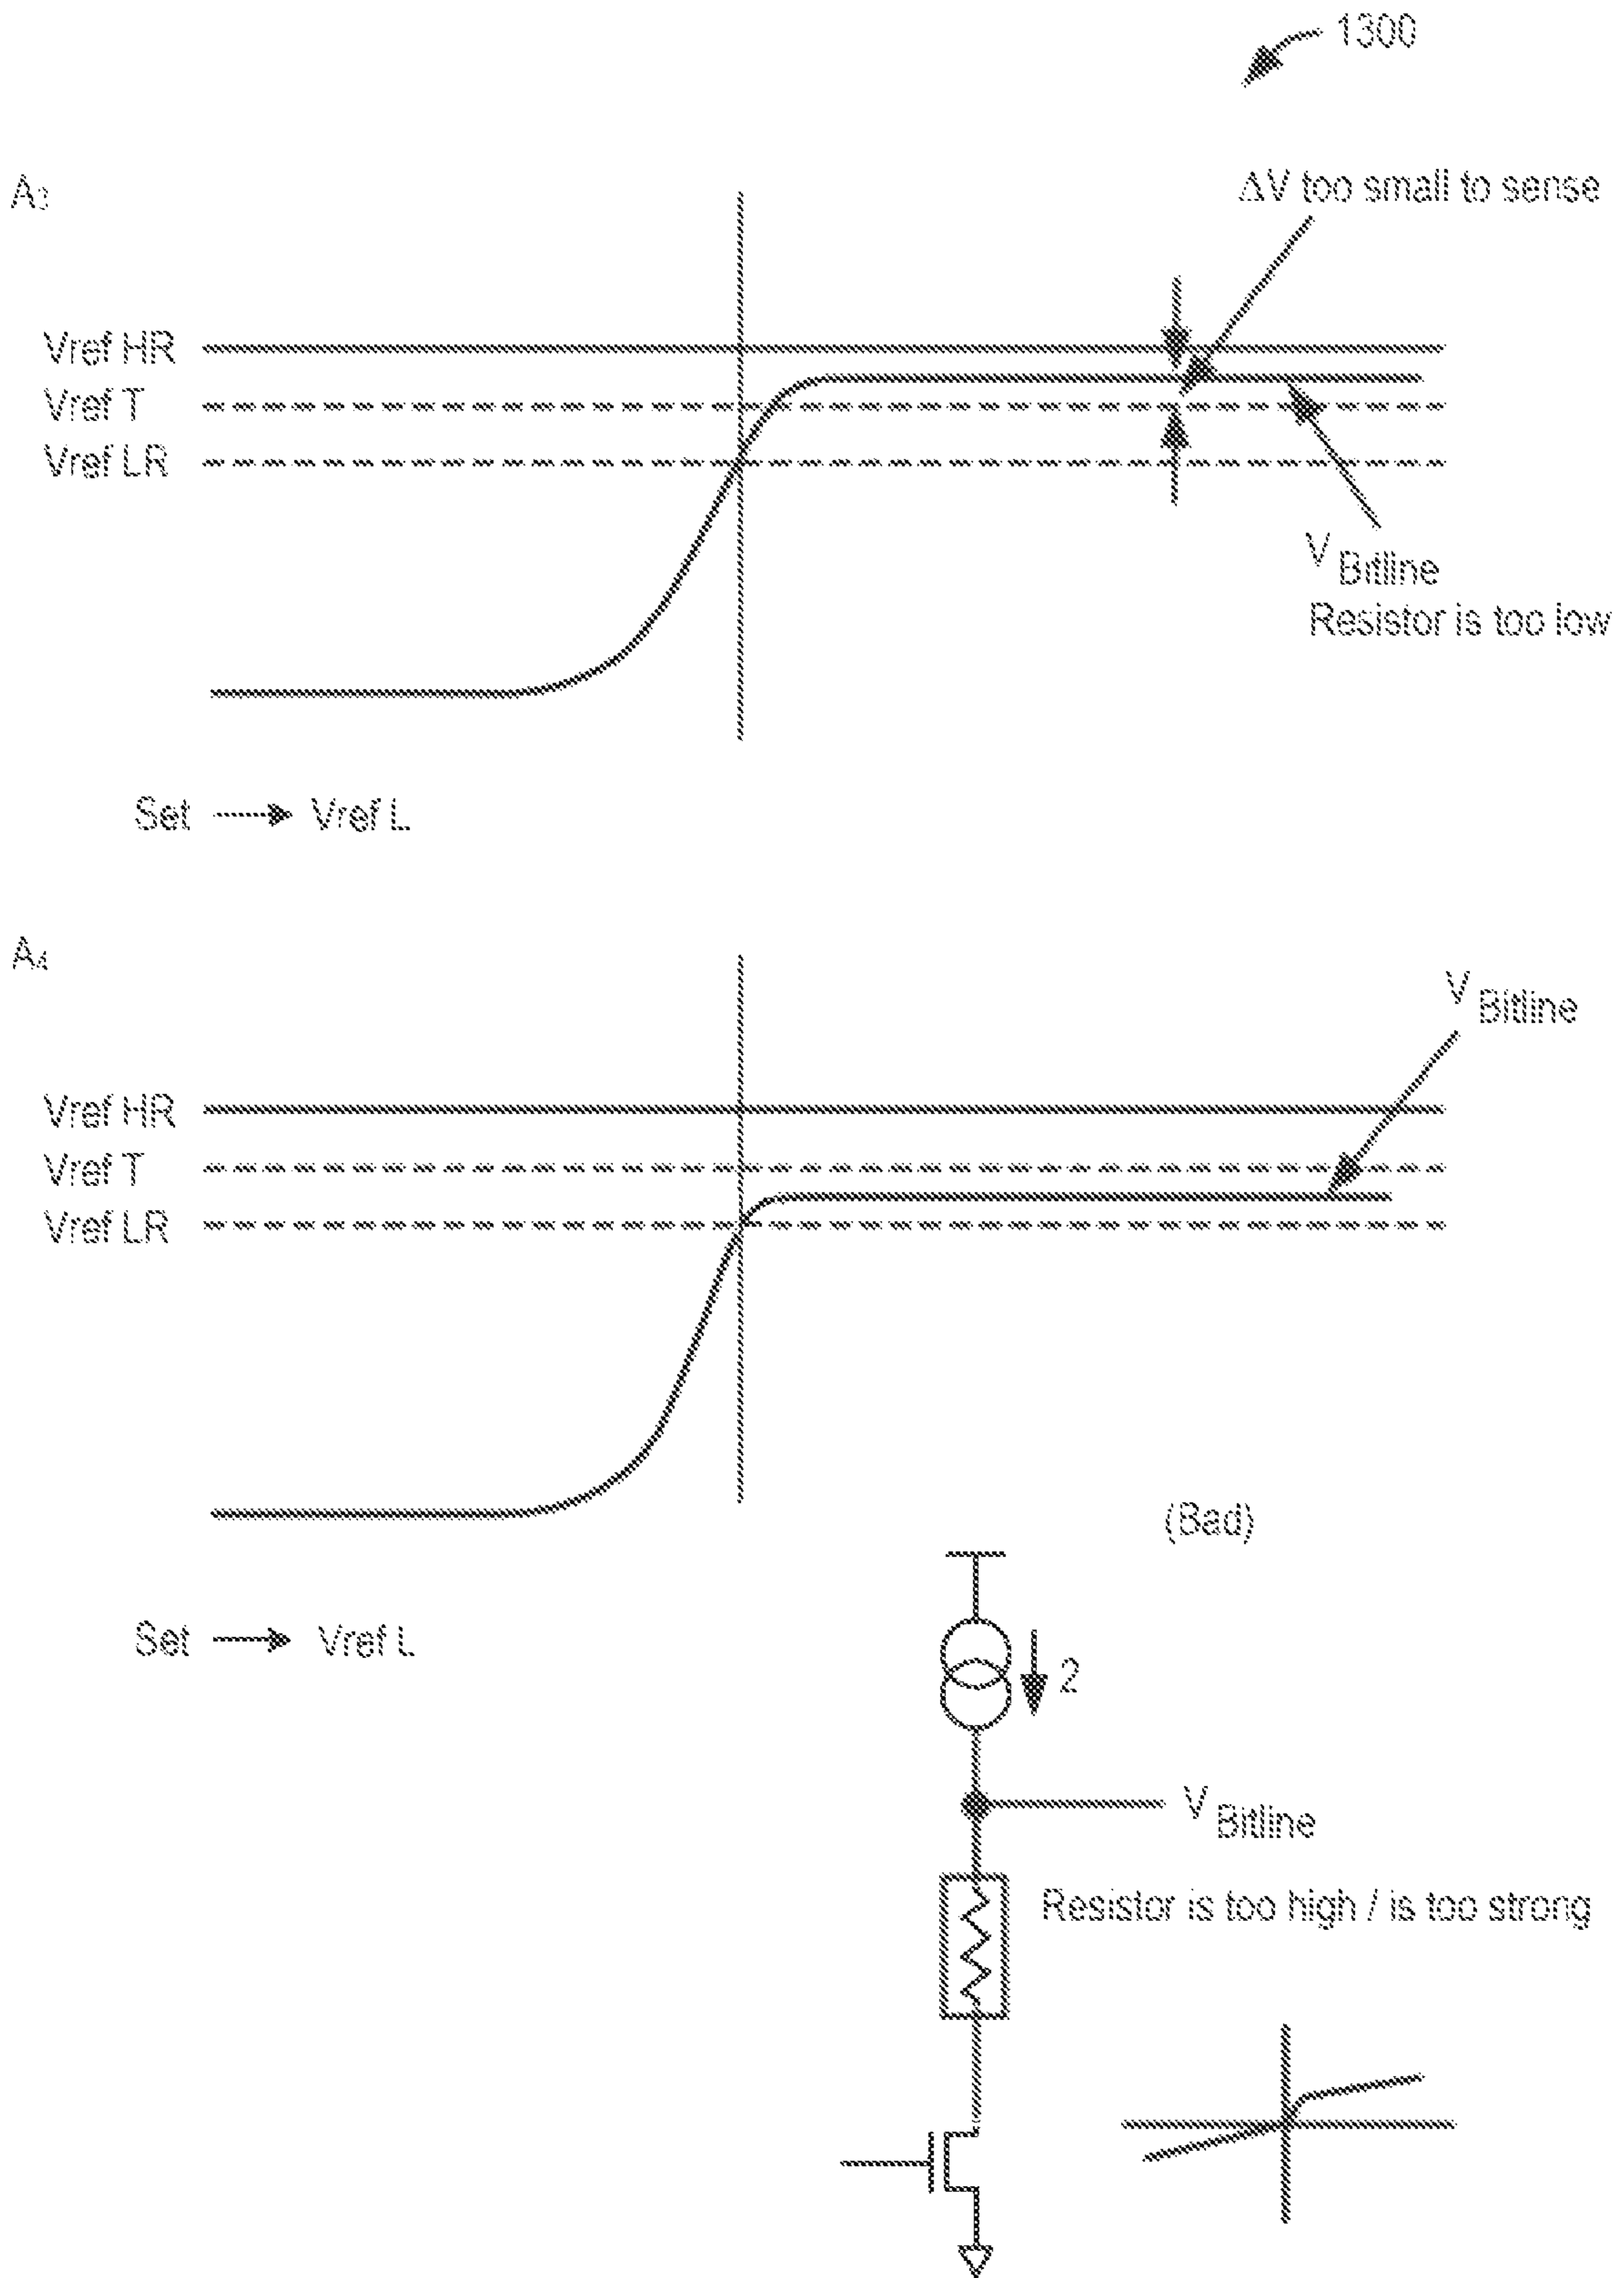 1300
A3
ΔV too small to sense
Vref HR
Vref T
Vref LR
V Bitline
Resistor is too low
Set → Vref L
A4
V Bitline
Vref HR
Vref T
Vref LR
(Bad)
Set → Vref L
2
V Bitline
Resistor is too high / is too strong